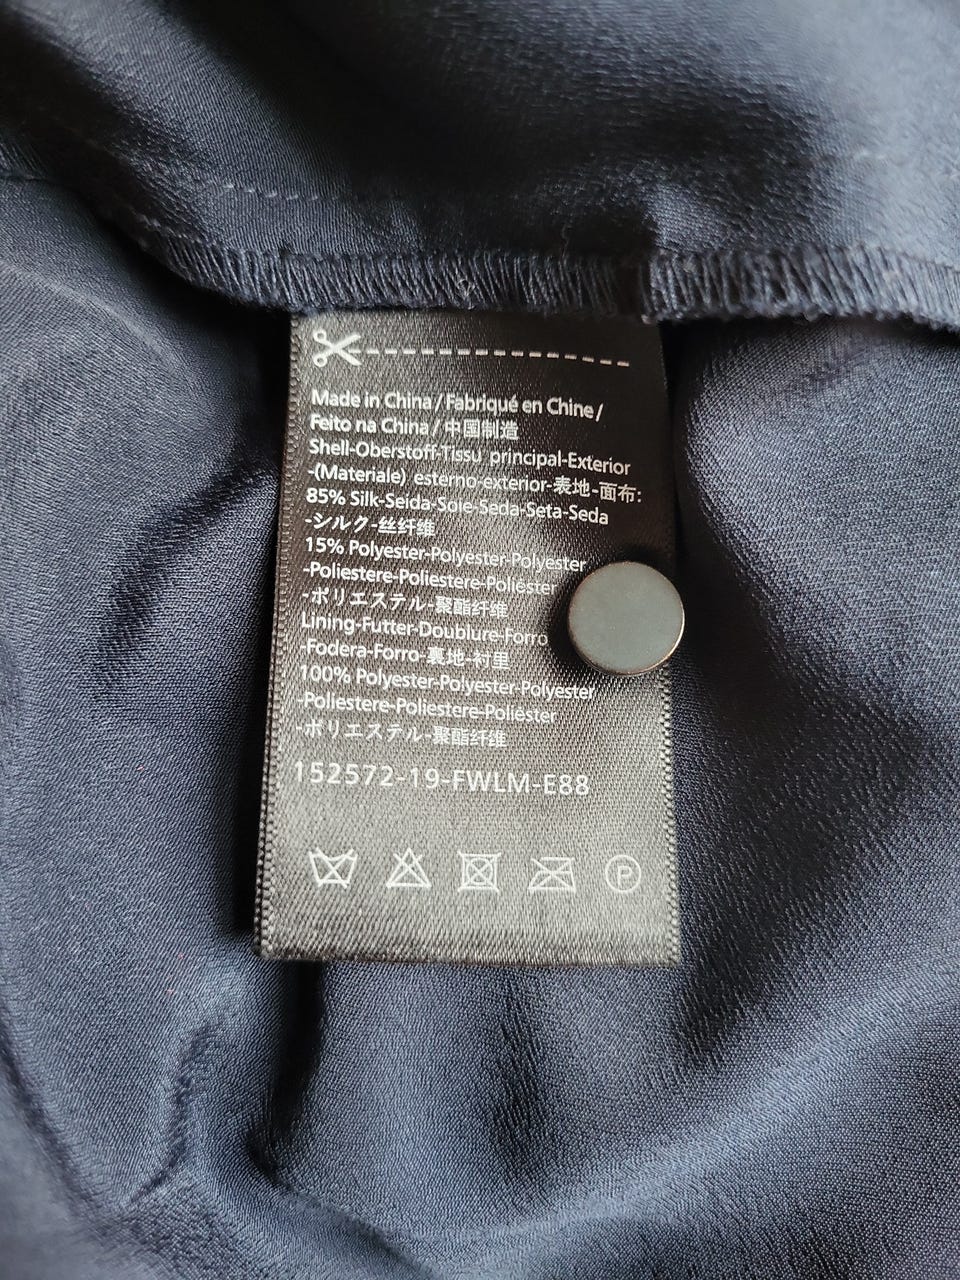 Made in China / Fabriqué en Chine /
Feito na China / 中国制造
Shell-Oberstoff-Tissu principal-Exterior
-(Materiale) esterno-exterior-表地-面布:
85% Silk-Seida-Soie-Seda-Seta-Seda
-シルク-丝纤维
15% Polyester-Polyester-Polyester
-Poliestere-Poliestere-Poliéster
-ポリエステル-聚酯纤维
Lining-Futter-Doublure-Forro
-Fodera-Forro-裏地-衬里
100% Polyester-Polyester-Polyester
-Poliestere-Poliestere-Poliéster
-ポリエステル-聚酯纤维
152572-19-FWLM-E88
P